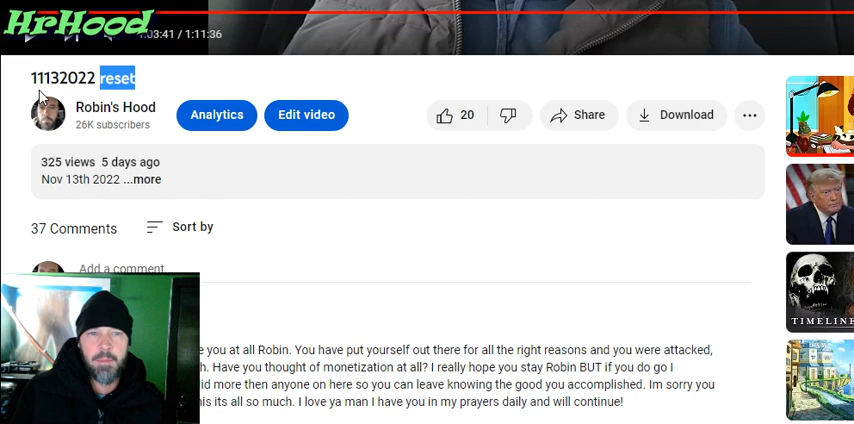 HrHood
03:41 / 1:11:36
11132022 reset
Robin's Hood
26K subscribers
Analytics
Edit video
20
Share
Download
325 views 5 days ago
Nov 13th 2022 ...more
37 Comments
Sort by
Add a comment
you at all Robin. You have put yourself out there for all the right reasons and you were attacked,
Have you thought of monetization at all? I really hope you stay Robin BUT if you do go I
more then anyone on here so you can leave knowing the good you accomplished. Im sorry you
its all so much. I love ya man I have you in my prayers daily and will continue!
TIMELINE